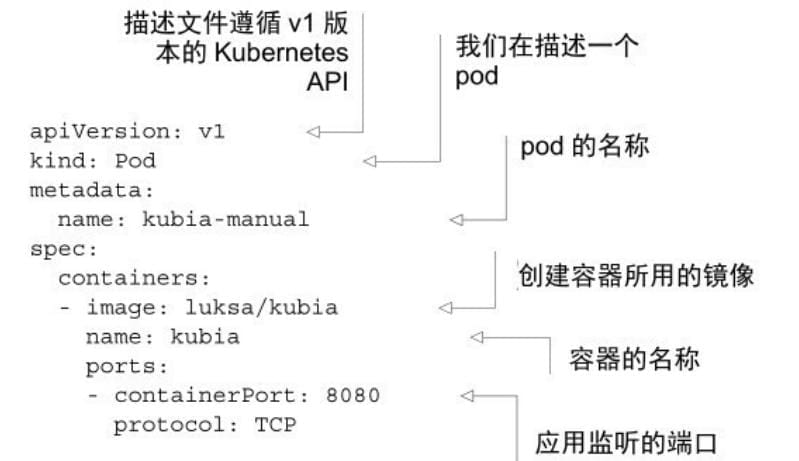 描述文件遵循 v1 版
本的 Kubernetes
API
我们在描述一个
pod
apiVersion: v1
kind: Pod
pod 的名称
metadata:
name: kubia-manual
spec:
containers:
创建容器所用的镜像
- image: luksa/kubia
name: kubia
容器的名称
ports:
- containerPort: 8080
protocol: TCP
应用监听的端口